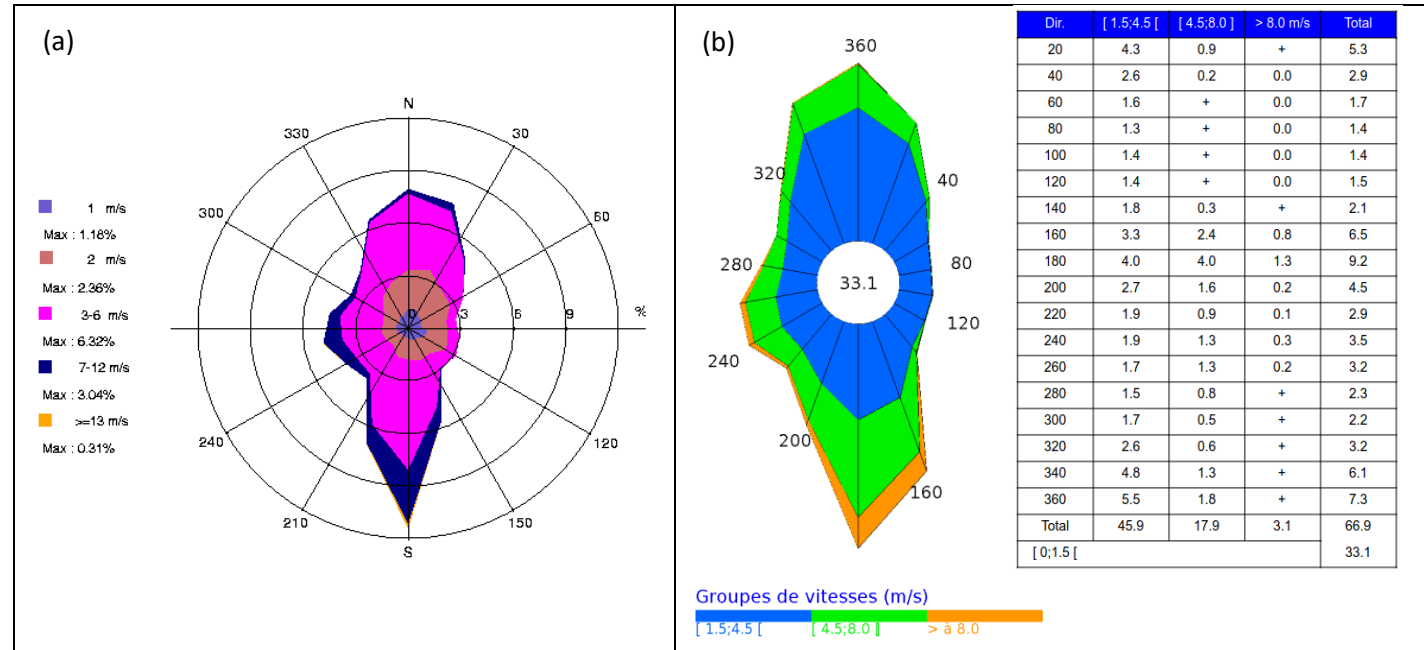 (a)
N
330
30
300
60
0
3
6
9
%
240
120
210
150
S
1 m/s
Max : 1.18%
2 m/s
Max : 2.36%
3-6 m/s
Max : 6.32%
7-12 m/s
Max : 3.04%
>=13 m/s
Max : 0.31%
(b)
360
320
40
280
80
33.1
120
240
200
160
Groupes de vitesses (m/s)
[ 1.5;4.5 [ [ 4.5;8.0 ] > à 8.0
Dir. [ 1.5;4.5 [ [ 4.5;8.0 ] > 8.0 m/s Total
20 4.3 0.9 + 5.3
40 2.6 0.2 0.0 2.9
60 1.6 + 0.0 1.7
80 1.3 + 0.0 1.4
100 1.4 + 0.0 1.4
120 1.4 + 0.0 1.5
140 1.8 0.3 + 2.1
160 3.3 2.4 0.8 6.5
180 4.0 4.0 1.3 9.2
200 2.7 1.6 0.2 4.5
220 1.9 0.9 0.1 2.9
240 1.9 1.3 0.3 3.5
260 1.7 1.3 0.2 3.2
280 1.5 0.8 + 2.3
300 1.7 0.5 + 2.2
320 2.6 0.6 + 3.2
340 4.8 1.3 + 6.1
360 5.5 1.8 + 7.3
Total 45.9 17.9 3.1 66.9
[ 0;1.5 [ 33.1